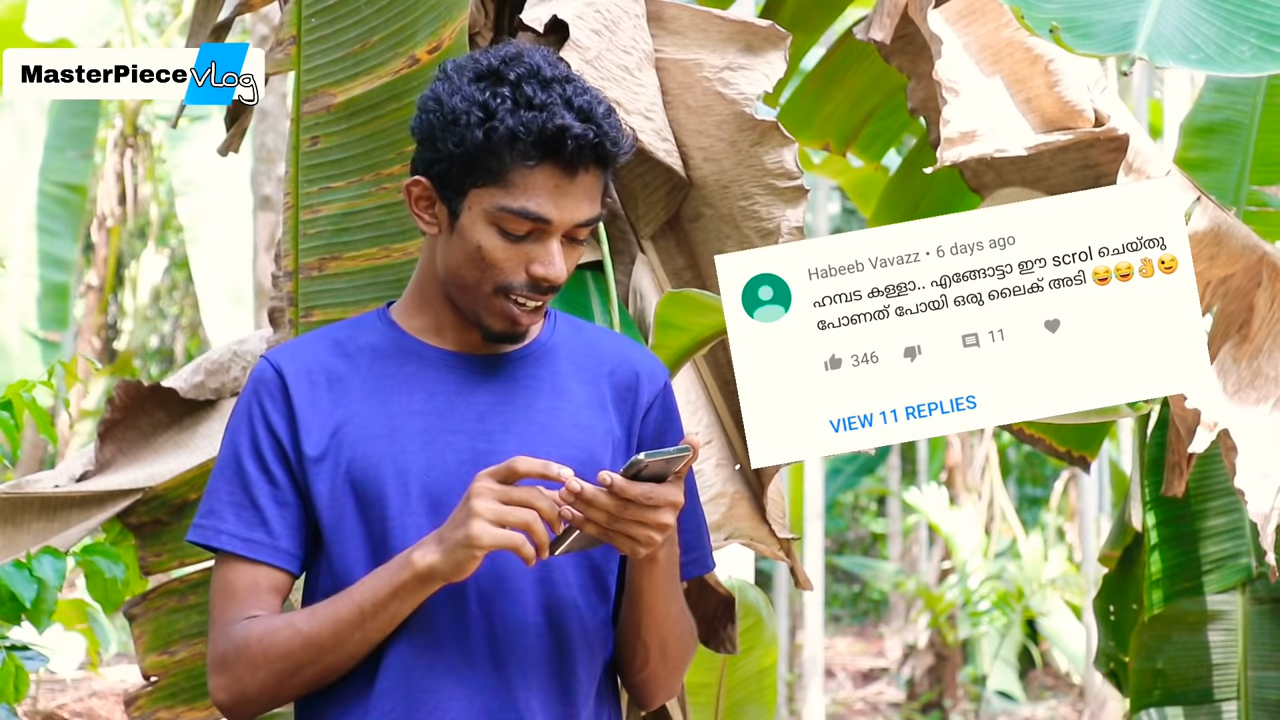 MasterPiece vlog
Habeeb Vavazz • 6 days ago
ഹമ്പട കള്ളാ.. എങ്ങോട്ടാ ഈ scrol ചെയ്തു
പോണത് പോയി ഒരു ലൈക് അടി 😂😂👌😉
346
11
VIEW 11 REPLIES